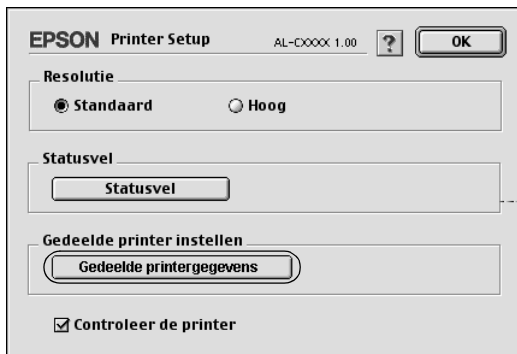 EPSON Printer Setup AL-CXXXX 1.00 ? OK
Resolutie
Standaard Hoog
Statusvel
Statusvel
Gedeelde printer instellen
Gedeelde printergegevens
Controleer de printer